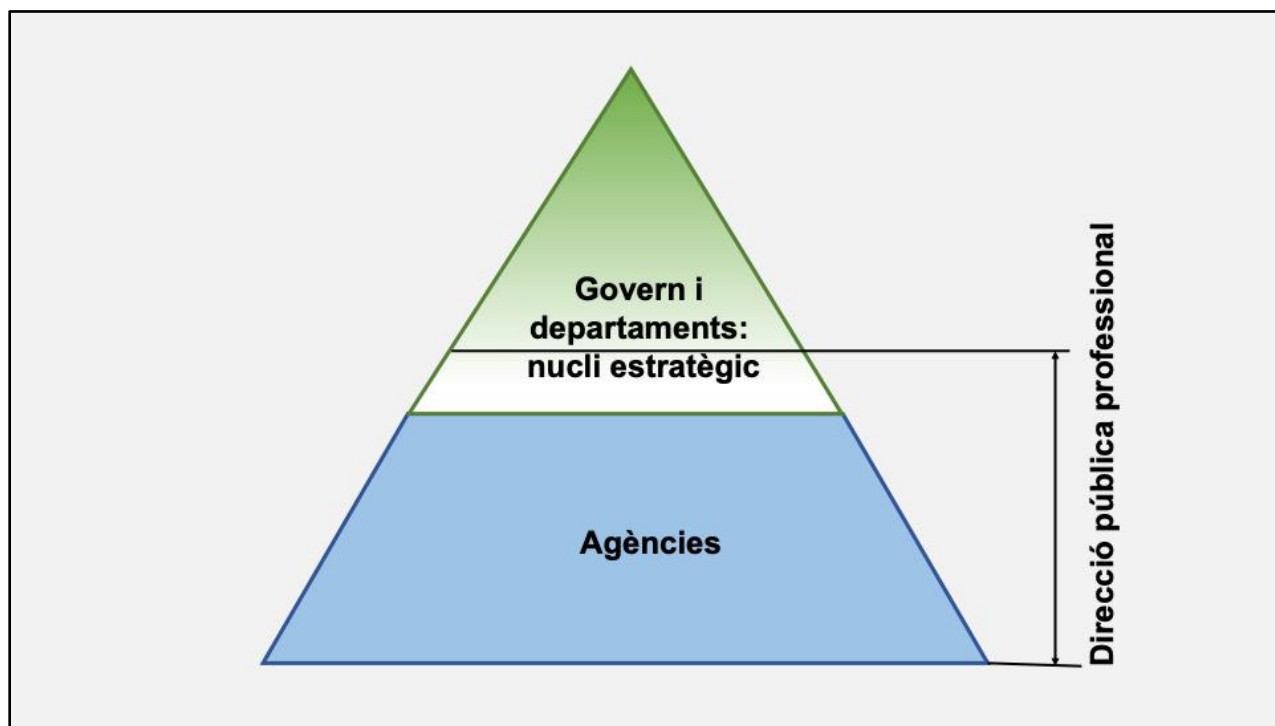 Govern i
departaments:
nucli estratègic
Agències
Direcció pública professional